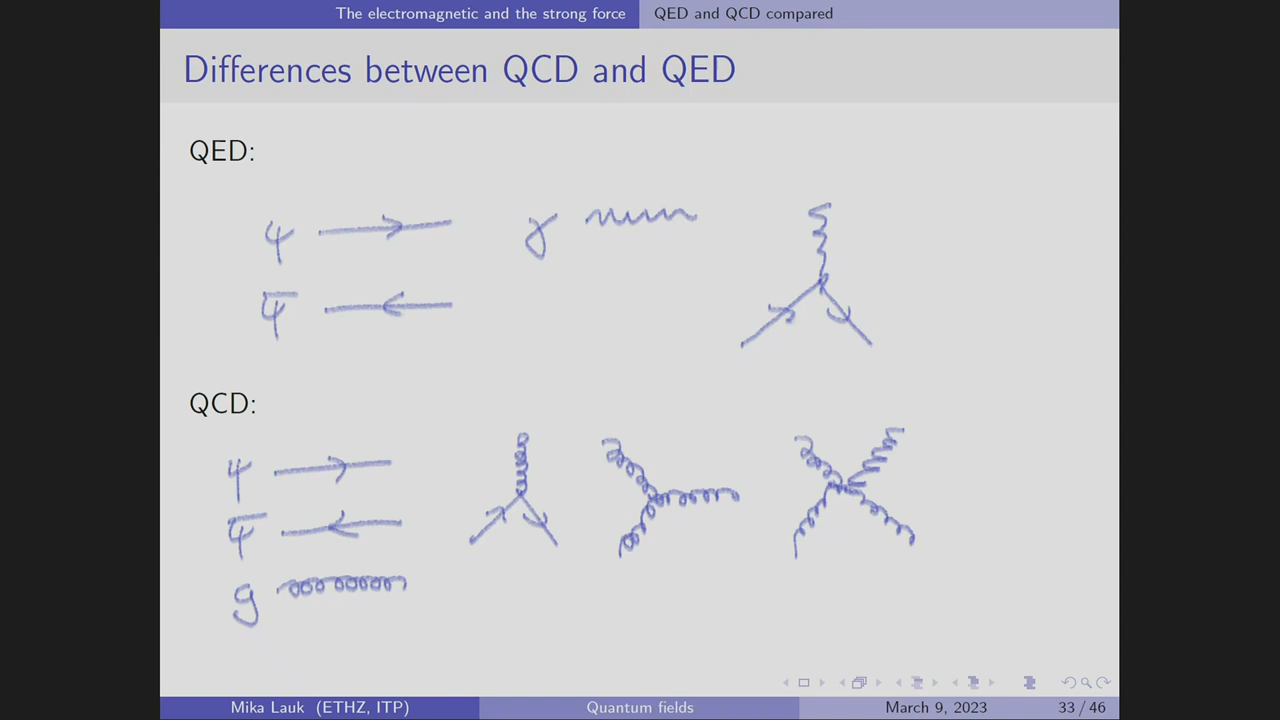 The electromagnetic and the strong force QED and QCD compared
Differences between QCD and QED
QED:
ψ γ
ψ̅
QCD:
ψ
ψ̅
g
Mika Lauk (ETHZ, ITP) Quantum fields March 9, 2023 33 / 46